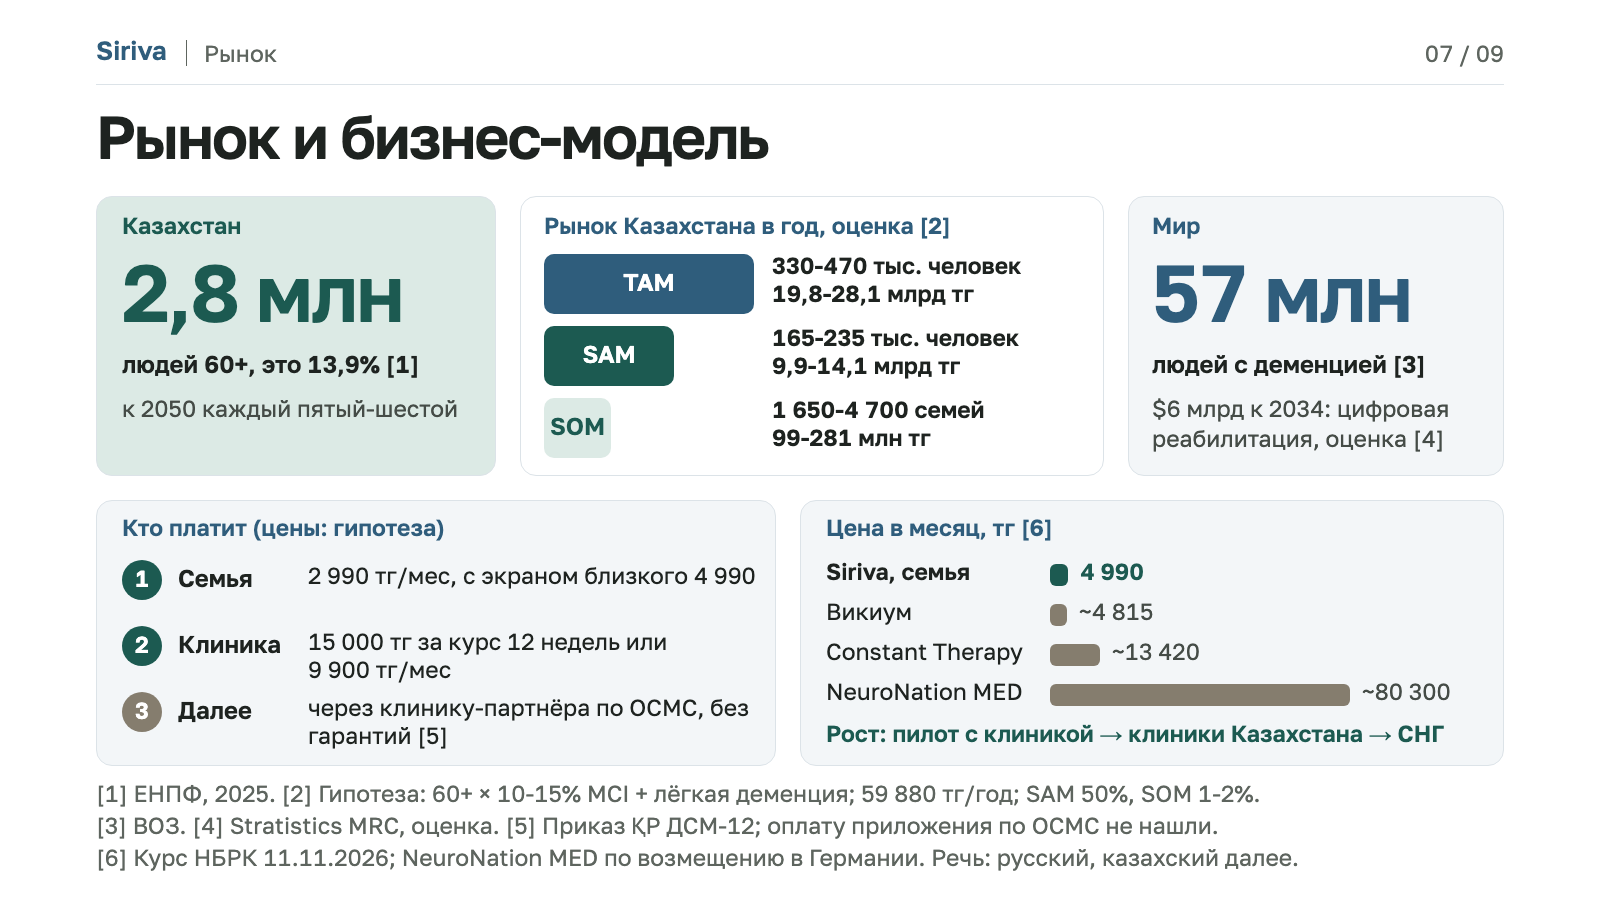 Siriva | Рынок
07 / 09
Рынок и бизнес-модель
Казахстан
2,8 млн
людей 60+, это 13,9% [1]
к 2050 каждый пятый-шестой
Рынок Казахстана в год, оценка [2]
TAM
330-470 тыс. человек
19,8-28,1 млрд тг
SAM
165-235 тыс. человек
9,9-14,1 млрд тг
SOM
1 650-4 700 семей
99-281 млн тг
Мир
57 млн
людей с деменцией [3]
$6 млрд к 2034: цифровая
реабилитация, оценка [4]
Кто платит (цены: гипотеза)
1 Семья 2 990 тг/мес, с экраном близкого 4 990
2 Клиника 15 000 тг за курс 12 недель или
9 900 тг/мес
3 Далее через клинику-партнёра по ОСМС, без
гарантий [5]
Цена в месяц, тг [6]
Siriva, семья 4 990
Викиум ~4 815
Constant Therapy ~13 420
NeuroNation MED ~80 300
Рост: пилот с клиникой → клиники Казахстана → СНГ
[1] ЕНПФ, 2025. [2] Гипотеза: 60+ × 10-15% MCI + лёгкая деменция; 59 880 тг/год; SAM 50%, SOM 1-2%.
[3] ВОЗ. [4] Stratistics MRC, оценка. [5] Приказ ҚР ДСМ-12; оплату приложения по ОСМС не нашли.
[6] Курс НБРК 11.11.2026; NeuroNation MED по возмещению в Германии. Речь: русский, казахский далее.